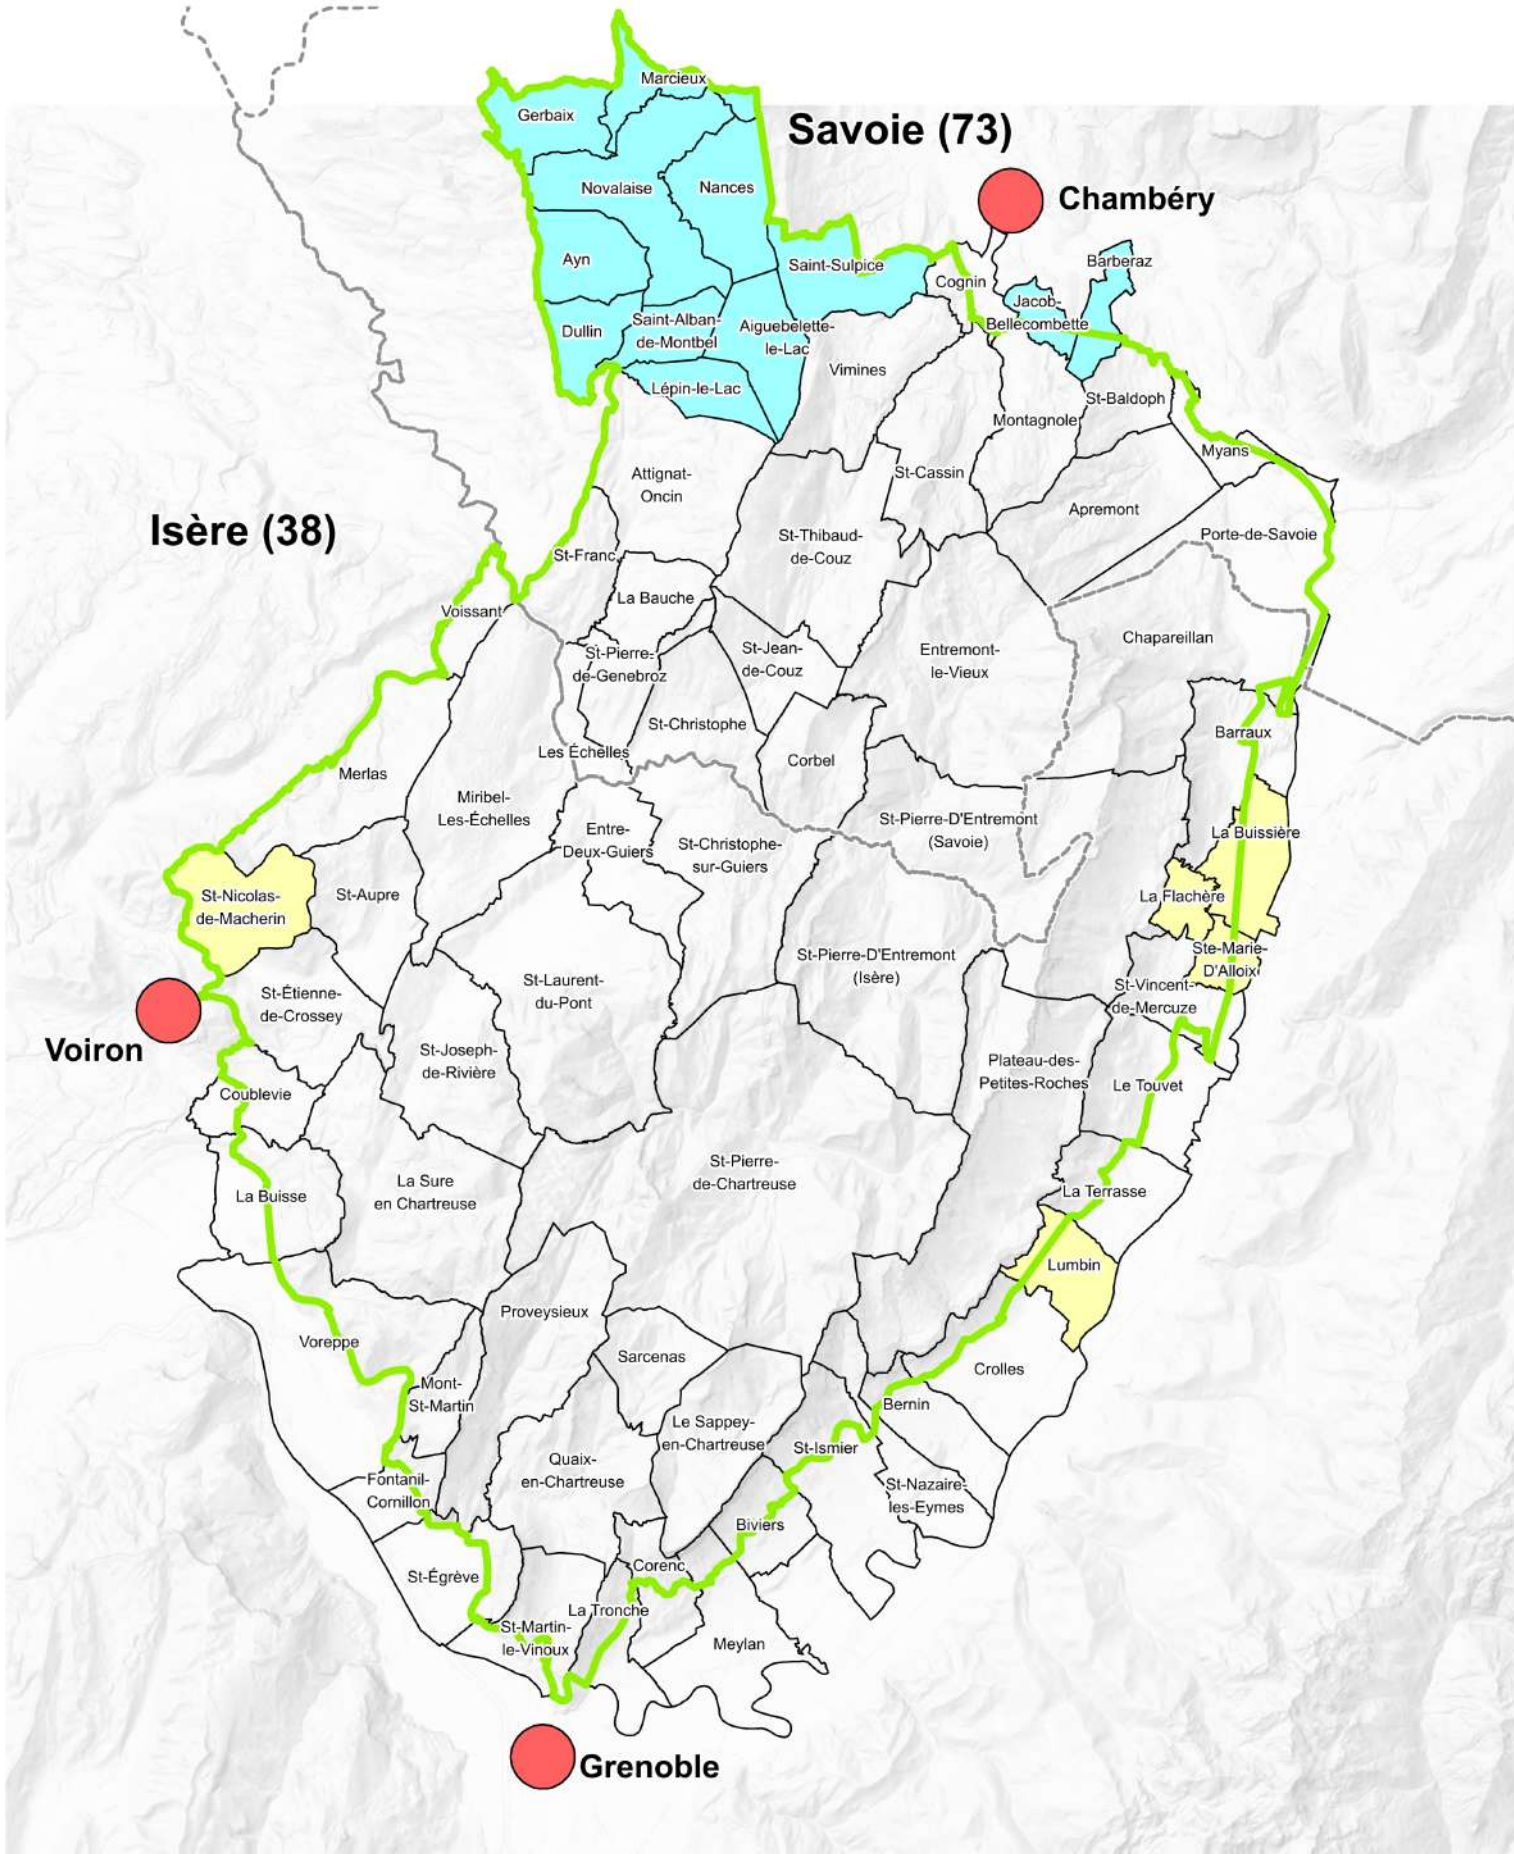 Marcieux
Gerbaix
Savoie (73)
Novalaise
Nances
Chambéry
Ayn
Saint-Sulpice
Barberaz
Cognin
Jacob-
Bellecombette
Dullin
Saint-Alban-
de-Montbel
Aiguebelette-
le-Lac
Vimines
Lépin-le-Lac
St-Baldoph
Montagnole
Myans
Attignat-
Oncin
St-Cassin
Apremont
Isère (38)
St-Thibaud-
de-Couz
Porte-de-Savoie
St-Franc
La Bauche
Voissant
Chapareillan
St-Pierre-
de-Genebroz
St-Jean-
de-Couz
Entremont-
le-Vieux
St-Christophe
Barraux
Les Échelles
Corbel
Merlas
Miribel-
Les-Échelles
Entre-
Deux-Guiers
St-Christophe-
sur-Guiers
St-Pierre-D'Entremont
(Savoie)
La Buissière
St-Nicolas-
de-Macherin
St-Aupre
La Flachère
Ste-Marie-
D'Alloix
St-Pierre-D'Entremont
(Isère)
St-Laurent-
du-Pont
St-Étienne-
de-Crossey
St-Vincent-
de-Mercuze
Voiron
St-Joseph-
de-Rivière
Plateau-des-
Petites-Roches
Le Touvet
Coublevie
St-Pierre-
de-Chartreuse
La Buisse
La Sure
en Chartreuse
La Terrasse
Lumbin
Proveysieux
Voreppe
Sarcenas
Crolles
Mont-
St-Martin
Bernin
Le Sappey-
en-Chartreuse
St-Ismier
Quaix-
en-Chartreuse
Fontanil-
Cornillon
St-Nazaire-
les-Eymes
Biviers
St-Égrève
Corenc
La Tronche
St-Martin-
le-Vinoux
Meylan
Grenoble